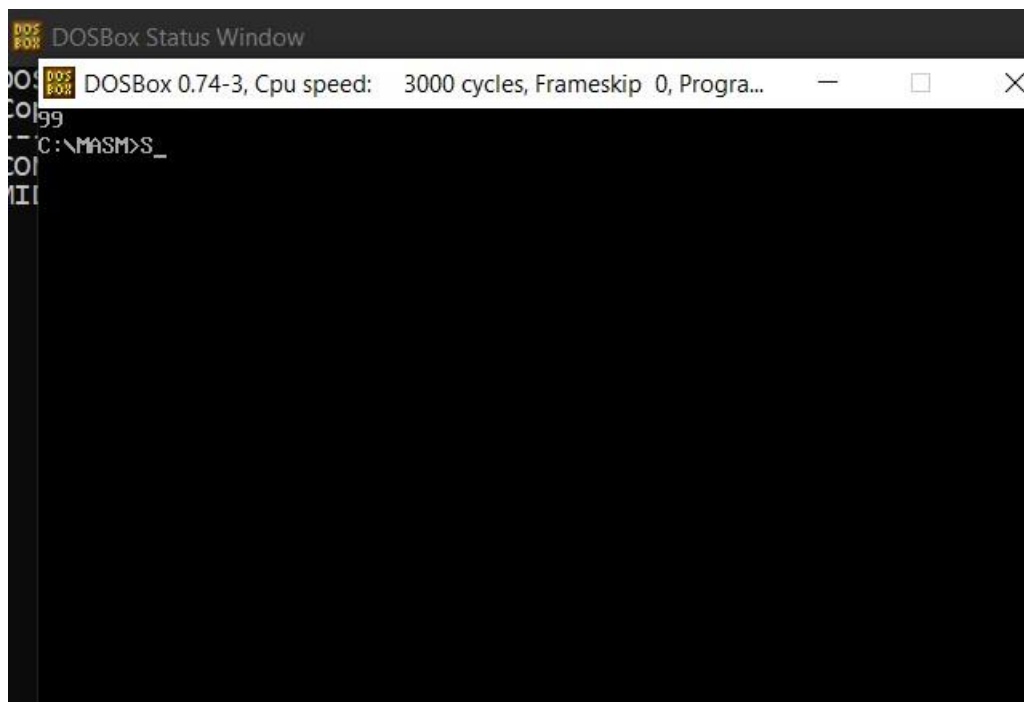 DOSBox Status Window
DOSBox 0.74-3, Cpu speed: 3000 cycles, Frameskip 0, Progra...
99
C:\MASM>S_